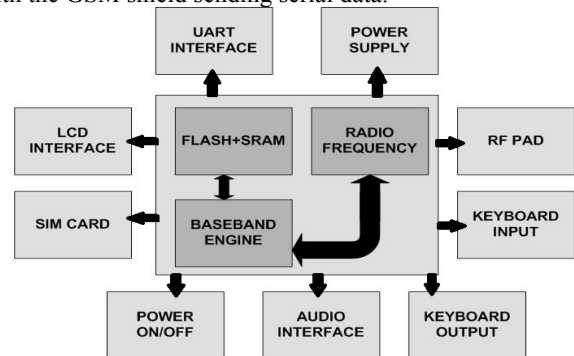 with the GSM shield sending serial data.
UART
INTERFACE
POWER
SUPPLY
LCD
INTERFACE
FLASH+SRAM
RADIO
FREQUENCY
RF PAD
SIM CARD
BASEBAND
ENGINE
KEYBOARD
INPUT
POWER
ON/OFF
AUDIO
INTERFACE
KEYBOARD
OUTPUT